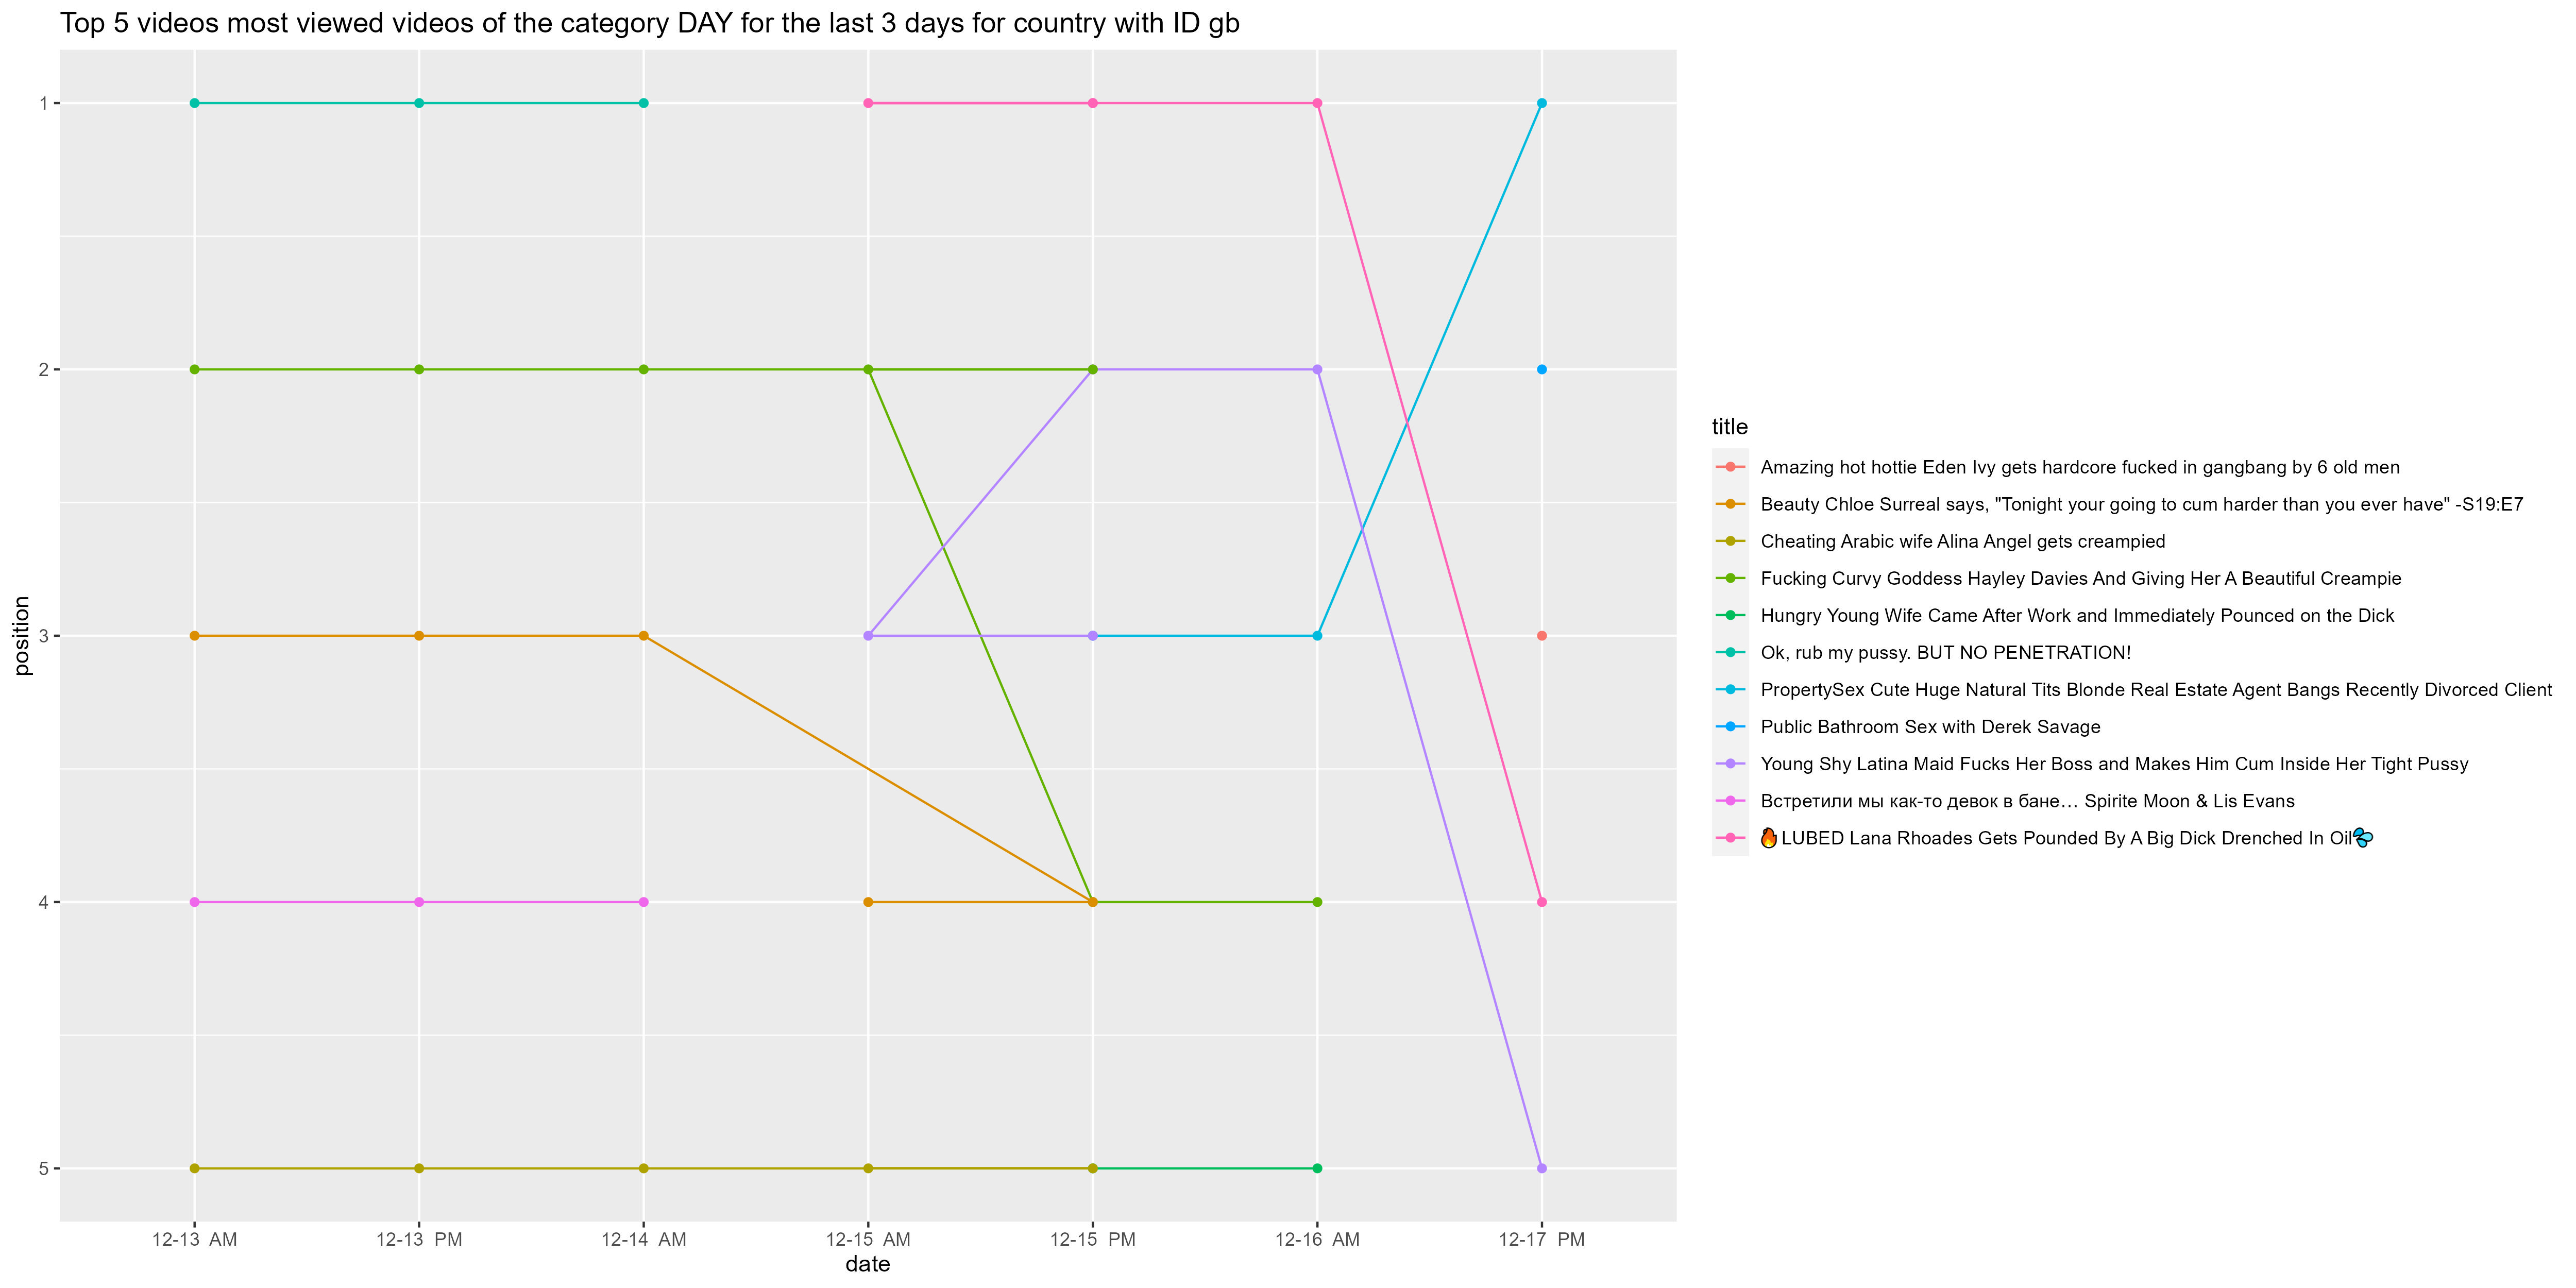 Top 5 videos most viewed videos of the category DAY for the last 3 days for country with ID gb
position
1
2
3
4
5
12-13 AM
12-13 PM
12-14 AM
12-15 AM
12-15 PM
12-16 AM
12-17 PM
date
title
Amazing hot hottie Eden Ivy gets hardcore fucked in gangbang by 6 old men
Beauty Chloe Surreal says, "Tonight your going to cum harder than you ever have" -S19:E7
Cheating Arabic wife Alina Angel gets creampied
Fucking Curvy Goddess Hayley Davies And Giving Her A Beautiful Creampie
Hungry Young Wife Came After Work and Immediately Pounced on the Dick
Ok, rub my pussy. BUT NO PENETRATION!
PropertySex Cute Huge Natural Tits Blonde Real Estate Agent Bangs Recently Divorced Client
Public Bathroom Sex with Derek Savage
Young Shy Latina Maid Fucks Her Boss and Makes Him Cum Inside Her Tight Pussy
Встретили мы как-то девок в бане… Spirite Moon & Lis Evans
🔥LUBED Lana Rhoades Gets Pounded By A Big Dick Drenched In Oil💦